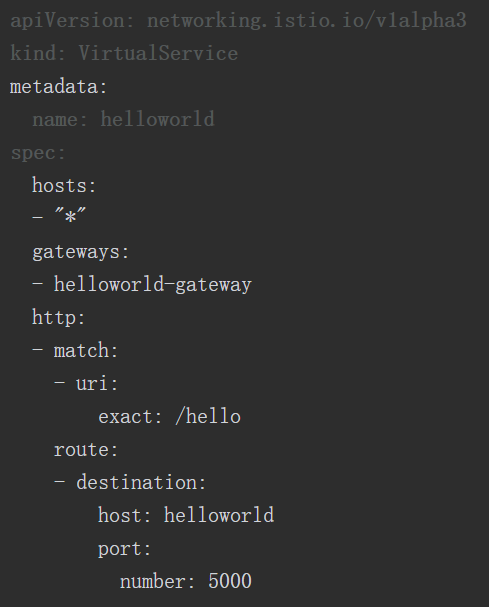 apiVersion: networking.istio.io/v1alpha3
kind: VirtualService
metadata:
  name: helloworld
spec:
  hosts:
  - "*"
  gateways:
  - helloworld-gateway
  http:
  - match:
    - uri:
        exact: /hello
    route:
    - destination:
        host: helloworld
        port:
          number: 5000